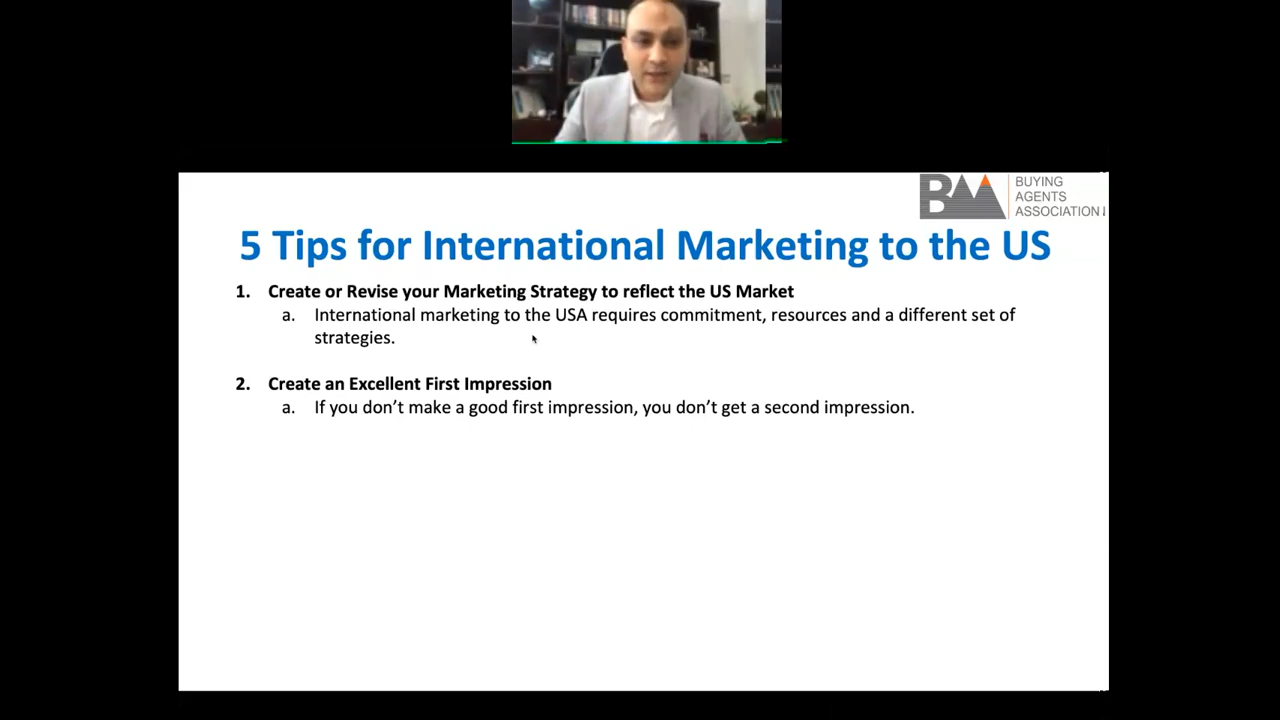 BAA
BUYING
AGENTS
ASSOCIATION
5 Tips for International Marketing to the US
1. Create or Revise your Marketing Strategy to reflect the US Market
a. International marketing to the USA requires commitment, resources and a different set of
strategies.
2. Create an Excellent First Impression
a. If you don’t make a good first impression, you don’t get a second impression.